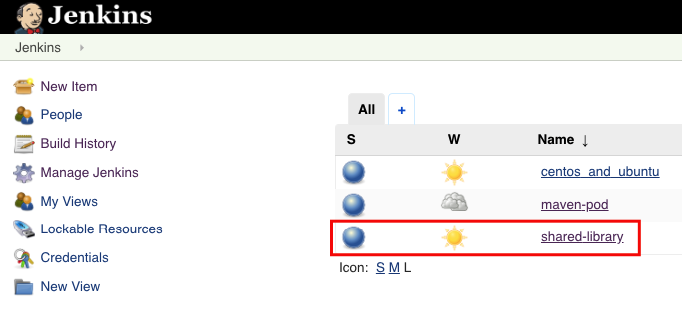 Jenkins
Jenkins
New Item
People
Build History
Manage Jenkins
My Views
Lockable Resources
Credentials
New View
All +
S W Name ↓
centos_and_ubuntu
maven-pod
shared-library
Icon: S M L